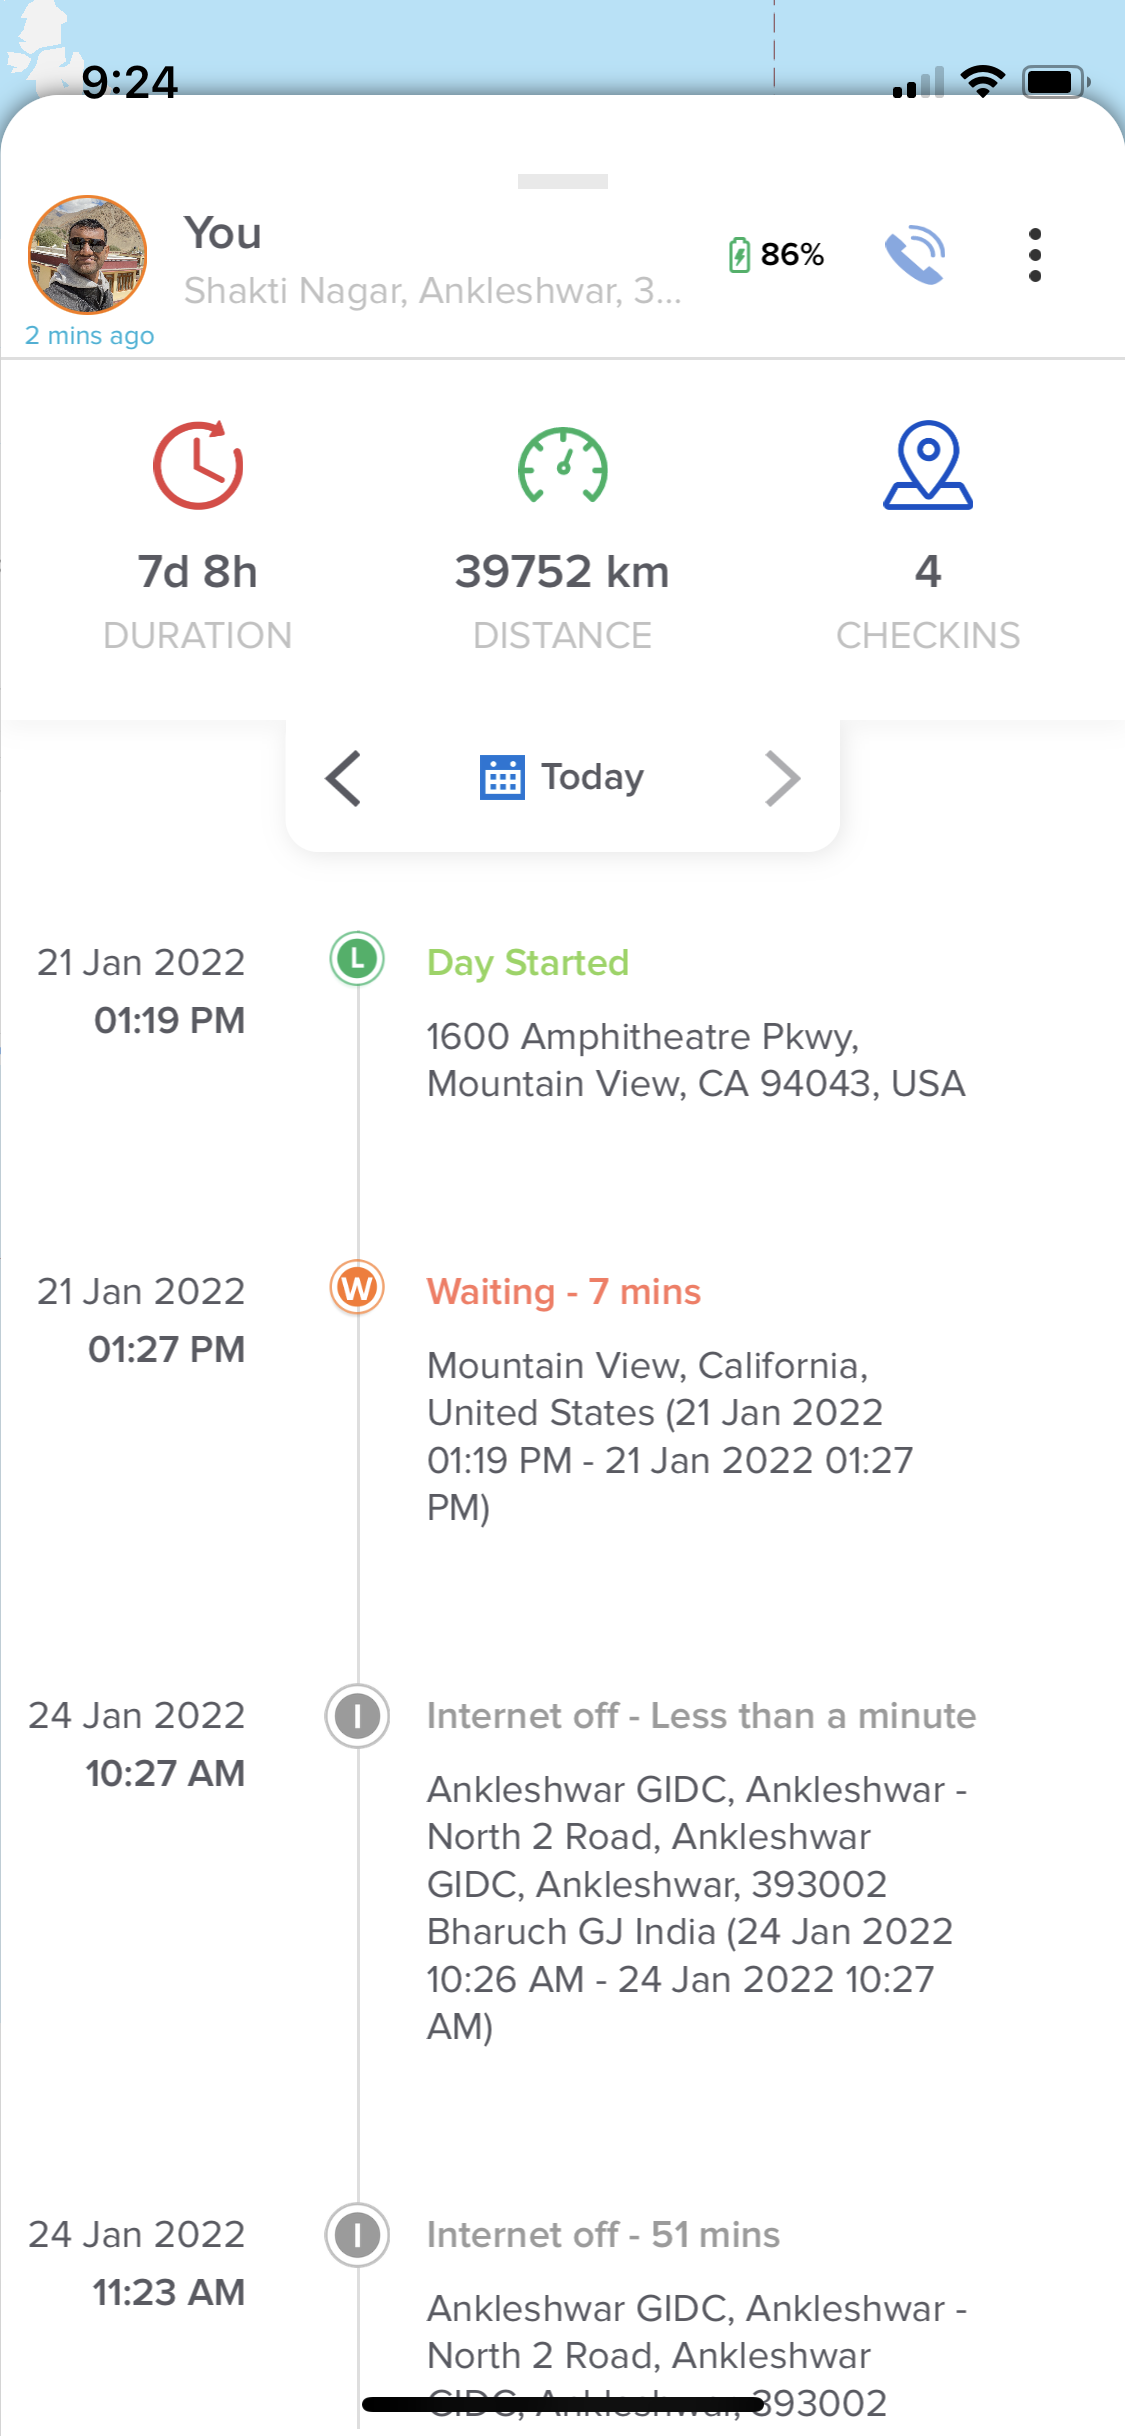 9:24
You
86%
Shakti Nagar, Ankleshwar, 3...
2 mins ago
7d 8h
39752 km
4
DURATION
DISTANCE
CHECKINS
Today
21 Jan 2022
01:19 PM
L
Day Started
1600 Amphitheatre Pkwy,
Mountain View, CA 94043, USA
21 Jan 2022
01:27 PM
W
Waiting - 7 mins
Mountain View, California,
United States (21 Jan 2022
01:19 PM - 21 Jan 2022 01:27
PM)
24 Jan 2022
10:27 AM
I
Internet off - Less than a minute
Ankleshwar GIDC, Ankleshwar -
North 2 Road, Ankleshwar
GIDC, Ankleshwar, 393002
Bharuch GJ India (24 Jan 2022
10:26 AM - 24 Jan 2022 10:27
AM)
24 Jan 2022
11:23 AM
I
Internet off - 51 mins
Ankleshwar GIDC, Ankleshwar -
North 2 Road, Ankleshwar
GIDC, Ankleshwar, 393002